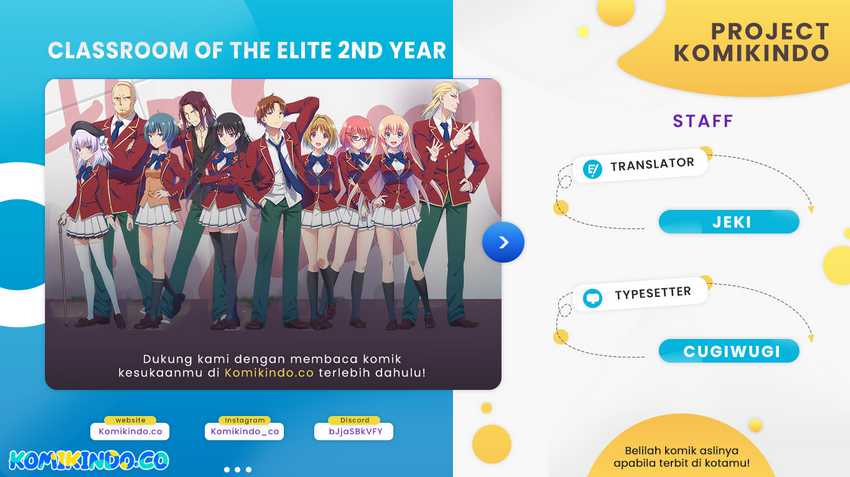 CLASSROOM OF THE ELITE 2ND YEAR
Dukung kami dengan membaca komik
kesukaanmu di Komikindo.co terlebih dahulu!
website
Komikindo.co
Instagram
Komikindo_co
Discord
bJjaSBkVFY
KOMIKINDO.CO
PROJECT
KOMIKINDO
STAFF
TRANSLATOR
JEKI
TYPESETTER
CUGIWUGI
Belilah komik aslinya
apabila terbit di kotamu!